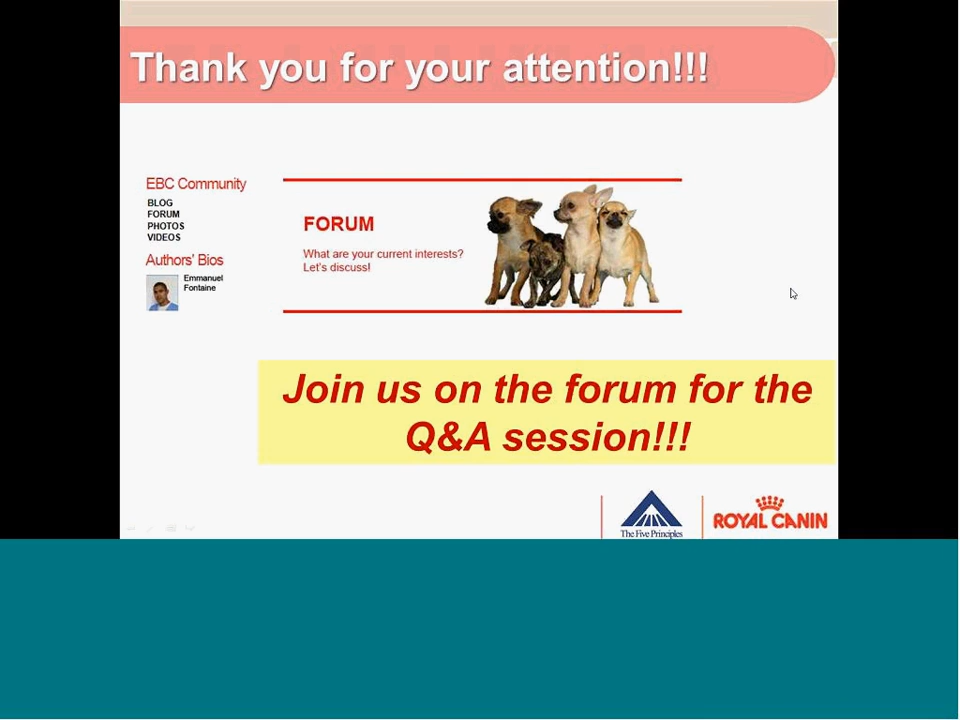 Thank you for your attention!!!
EBC Community
BLOG
FORUM
PHOTOS
VIDEOS
Authors' Bios
Emmanuel
Fontaine
FORUM
What are your current interests?
Let's discuss!
Join us on the forum for the
Q&A session!!!
The Five Principles
ROYAL CANIN